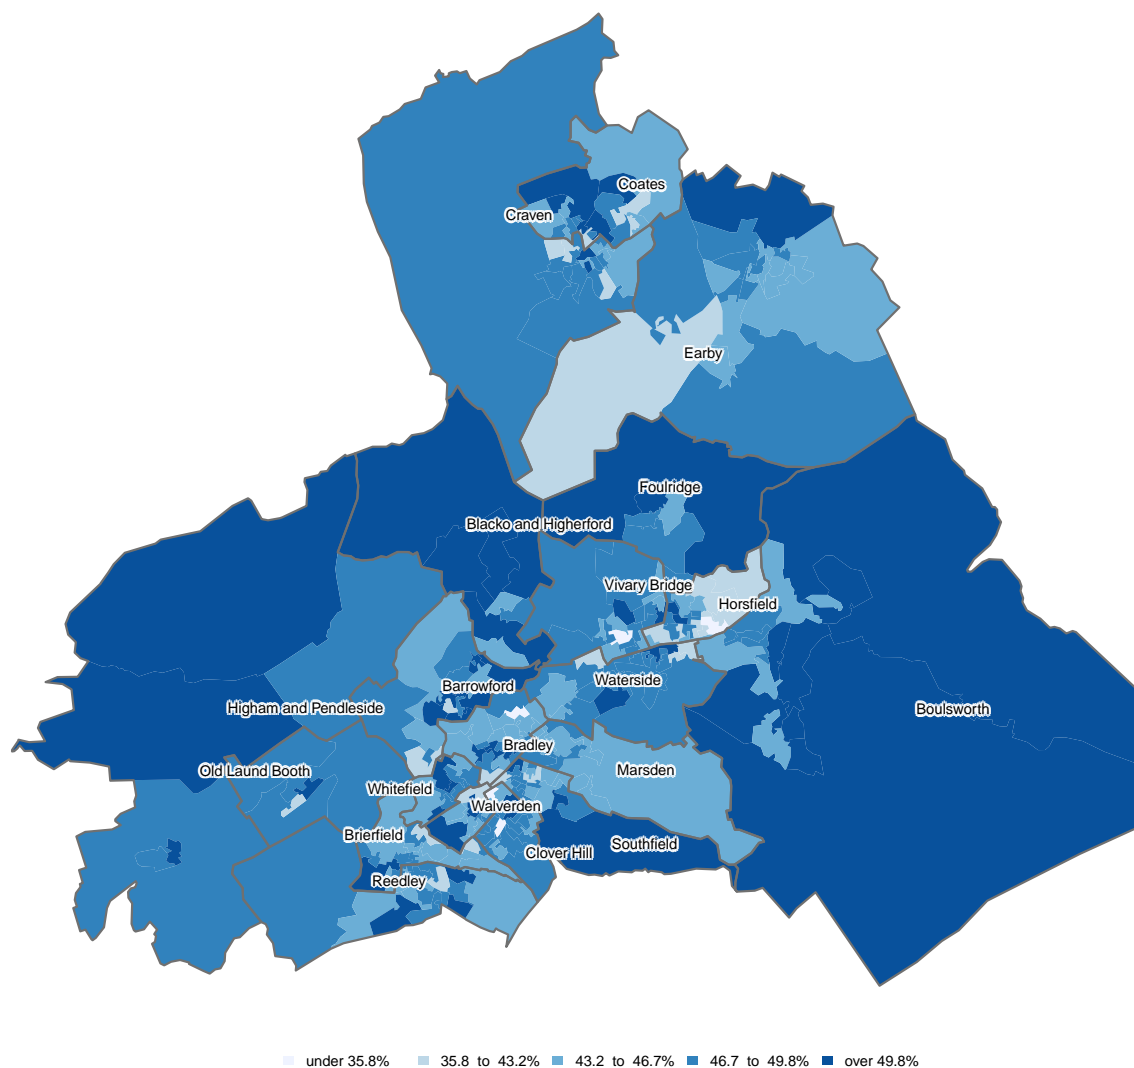 Coates
Craven
Earby
Foulridge
Blacko and Higherford
Vivary Bridge
Horsfield
Waterside
Barrowford
Higham and Pendleside
Boulsworth
Bradley
Old Laund Booth
Marsden
Whitefield
Walverden
Brierfield
Southfield
Clover Hill
Reedley
under 35.8% 35.8 to 43.2% 43.2 to 46.7% 46.7 to 49.8% over 49.8%